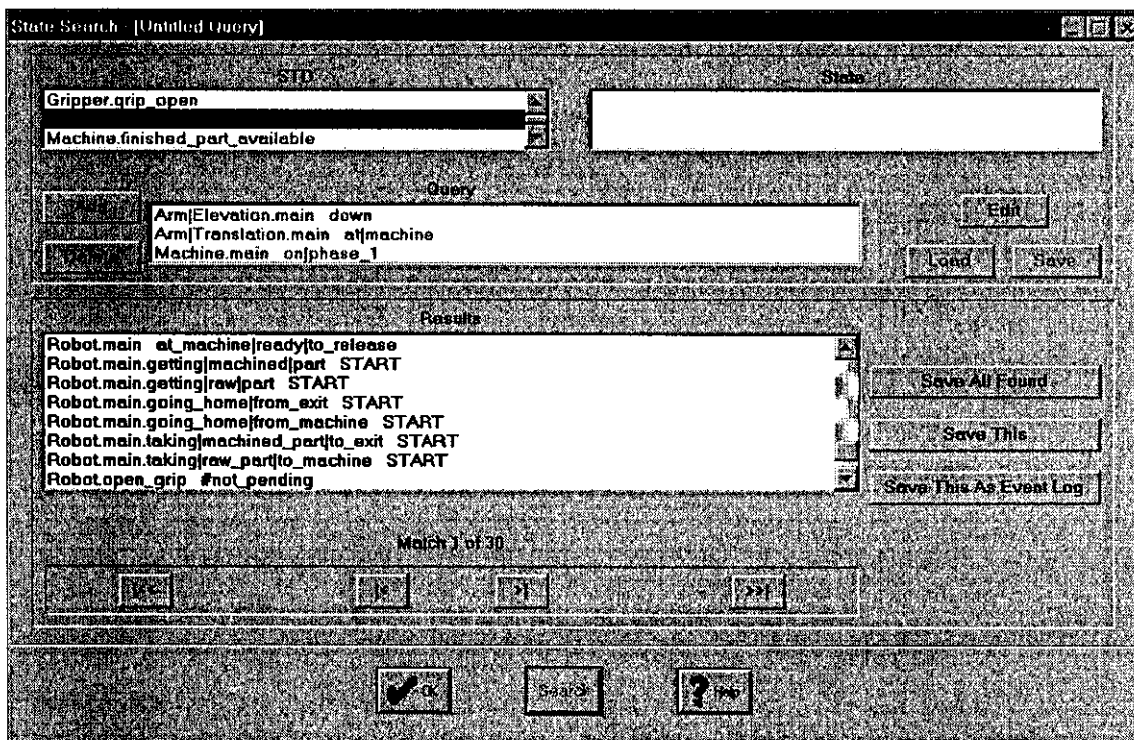 State Search - [Untitled Query]
STD
State
Gripper.grip_open
Machine.finished_part_available
Query
Arm|Elevation.main down
Arm|Translation.main at|machine
Machine.main on|phase_1
Delete
Edit
Load
Save
Results
Robot.main at_machine|ready|to_release
Robot.main.getting|machined|part START
Robot.main.getting|raw|part START
Robot.main.going_home|from_exit START
Robot.main.going_home|from_machine START
Robot.main.taking|machined_part|to_exit START
Robot.main.taking|raw_part|to_machine START
Robot.open_grip #not_pending
Save All Found
Save This
Save This As Event Log
Match 1 of 30
|<<
|<
>|
>>|
Ok
Search
Help